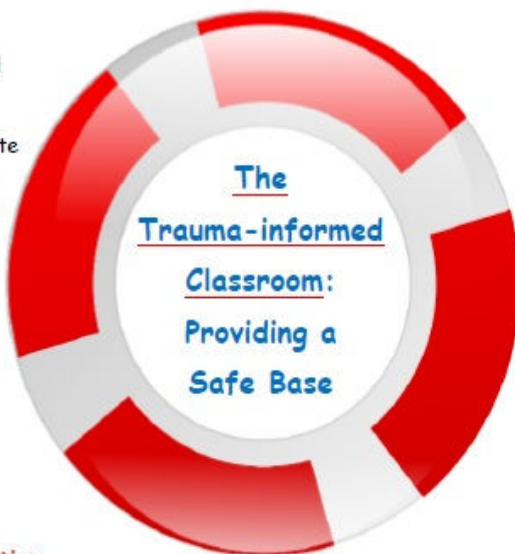 The
Trauma-informed
Classroom:
Providing a
Safe Base